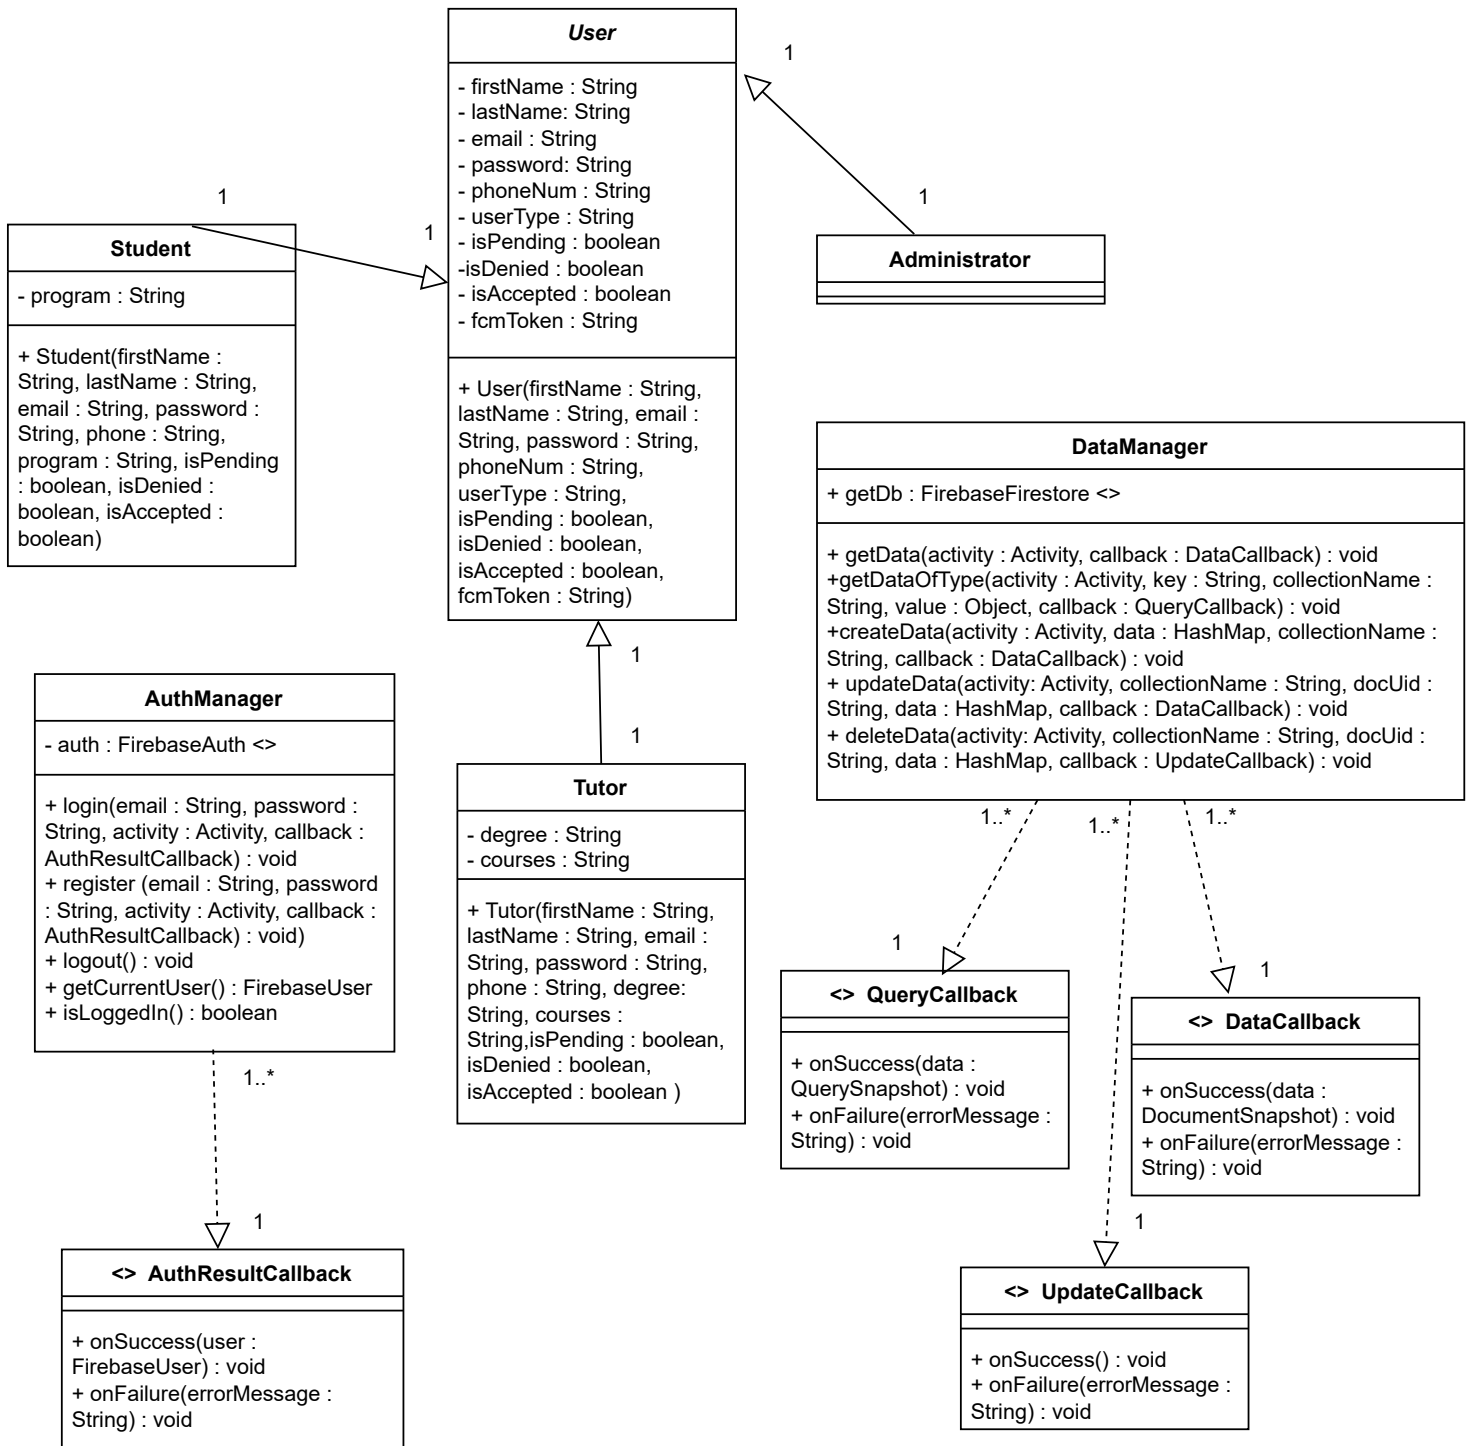 User
- firstName : String
- lastName: String
- email : String
- password: String
- phoneNum : String
- userType : String
- isPending : boolean
-isDenied : boolean
- isAccepted : boolean
- fcmToken : String
+ User(firstName : String,
lastName : String, email :
String, password : String,
phoneNum : String,
userType : String,
isPending : boolean,
isDenied : boolean,
isAccepted : boolean,
fcmToken : String)
1
1
Administrator
1
1
Student
- program : String
+ Student(firstName :
String, lastName : String,
email : String, password :
String, phone : String,
program : String, isPending
: boolean, isDenied :
boolean, isAccepted :
boolean)
1
1
Tutor
- degree : String
- courses : String
+ Tutor(firstName : String,
lastName : String, email :
String, password : String,
phone : String, degree:
String, courses :
String,isPending : boolean,
isDenied : boolean,
isAccepted : boolean )
AuthManager
- auth : FirebaseAuth <>
+ login(email : String, password :
String, activity : Activity, callback :
AuthResultCallback) : void
+ register (email : String, password
: String, activity : Activity, callback :
AuthResultCallback) : void)
+ logout() : void
+ getCurrentUser() : FirebaseUser
+ isLoggedIn() : boolean
1..*
1
<> AuthResultCallback
+ onSuccess(user :
FirebaseUser) : void
+ onFailure(errorMessage :
String) : void
DataManager
+ getDb : FirebaseFirestore <>
+ getData(activity : Activity, callback : DataCallback) : void
+getDataOfType(activity : Activity, key : String, collectionName :
String, value : Object, callback : QueryCallback) : void
+createData(activity : Activity, data : HashMap, collectionName :
String, callback : DataCallback) : void
+ updateData(activity: Activity, collectionName : String, docUid :
String, data : HashMap, callback : DataCallback) : void
+ deleteData(activity: Activity, collectionName : String, docUid :
String, data : HashMap, callback : UpdateCallback) : void
1..*
1..*
1..*
1
<> QueryCallback
+ onSuccess(data :
QuerySnapshot) : void
+ onFailure(errorMessage :
String) : void
1
<> DataCallback
+ onSuccess(data :
DocumentSnapshot) : void
+ onFailure(errorMessage :
String) : void
1
<> UpdateCallback
+ onSuccess() : void
+ onFailure(errorMessage :
String) : void